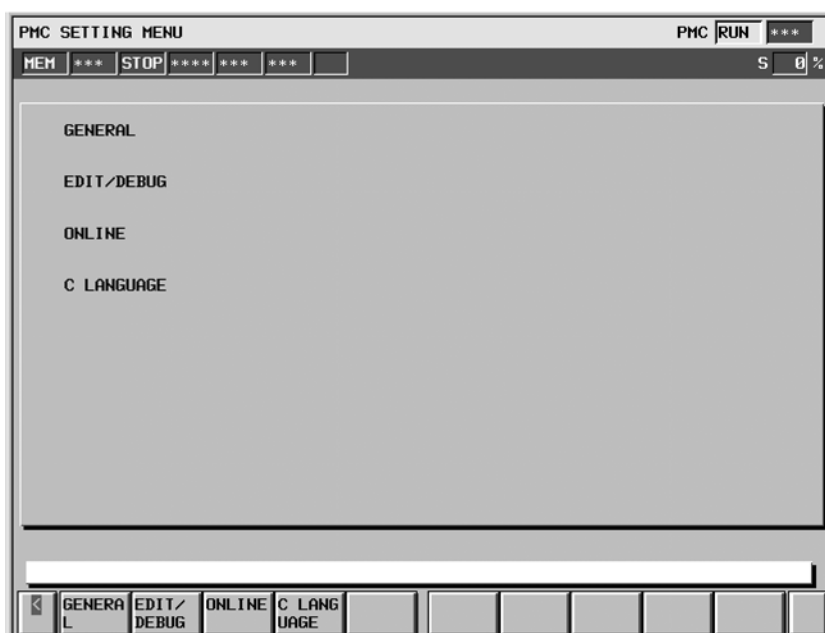 PMC SETTING MENU PMC RUN ***
MEM *** STOP **** *** *** S 0 %
GENERAL
EDIT/DEBUG
ONLINE
C LANGUAGE
< GENERA EDIT/ ONLINE C LANG
L DEBUG UAGE